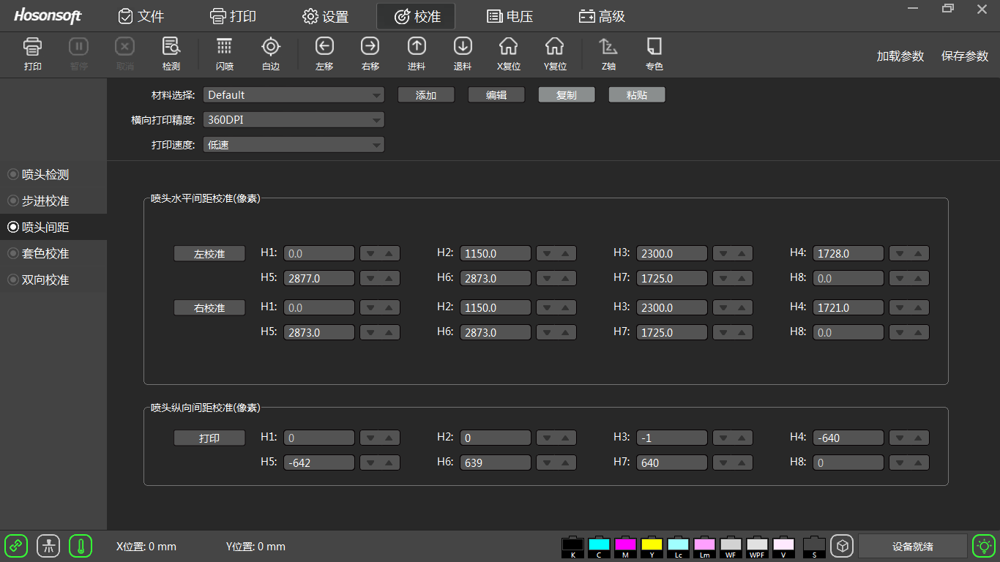 Hosonsoft 文件 打印 设置 校准 电压 高级
打印 暂停 取消 检测 闪喷 白边 左移 右移 进料 退料 X复位 Y复位 Z轴 专色 加载参数 保存参数
材料选择: Default 添加 编辑 复制 粘贴
横向打印精度: 360DPI
打印速度: 低速
喷头检测
步进校准
喷头间距
套色校准
双向校准
喷头水平间距校准(像素)
左校准 H1: 0.0 H2: 1150.0 H3: 2300.0 H4: 1728.0
H5: 2877.0 H6: 2873.0 H7: 1725.0 H8: 0.0
右校准 H1: 0.0 H2: 1150.0 H3: 2300.0 H4: 1721.0
H5: 2873.0 H6: 2873.0 H7: 1725.0 H8: 0.0
喷头纵向间距校准(像素)
打印 H1: 0 H2: 0 H3: -1 H4: -640
H5: -642 H6: 639 H7: 640 H8: 0
X位置: 0 mm Y位置: 0 mm K C M Y Lc Lm WF WPF V S 设备就绪